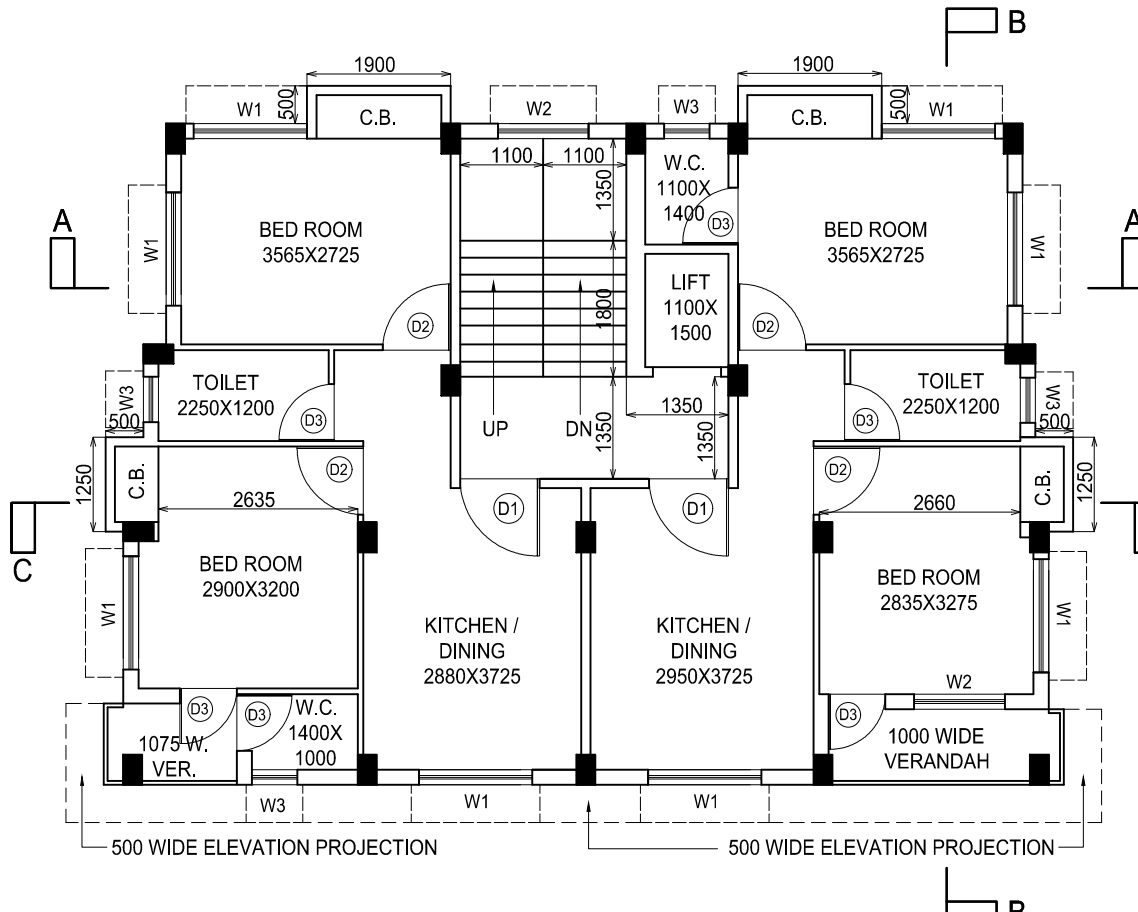 B
1900
1900
W1
500
C.B.
W2
W3
C.B.
500
W1
1100
1100
1350
W.C.
1100X
1400
D3
A
A
W1
BED ROOM
3565X2725
BED ROOM
3565X2725
W1
LIFT
1100X
1500
1800
D2
D2
TOILET
2250X1200
TOILET
2250X1200
W3
W3
500
D3
1350
D3
500
UP
DN
1350
1350
1250
C.B.
D2
D2
C.B.
1250
2635
2660
D1
D1
C
BED ROOM
2900X3200
BED ROOM
2835X3275
W1
W1
KITCHEN /
DINING
2880X3725
KITCHEN /
DINING
2950X3725
W2
D3
D3
W.C.
1400X
1000
D3
1075 W.
VER.
1000 WIDE
VERANDAH
W3
W1
W1
500 WIDE ELEVATION PROJECTION
500 WIDE ELEVATION PROJECTION
B